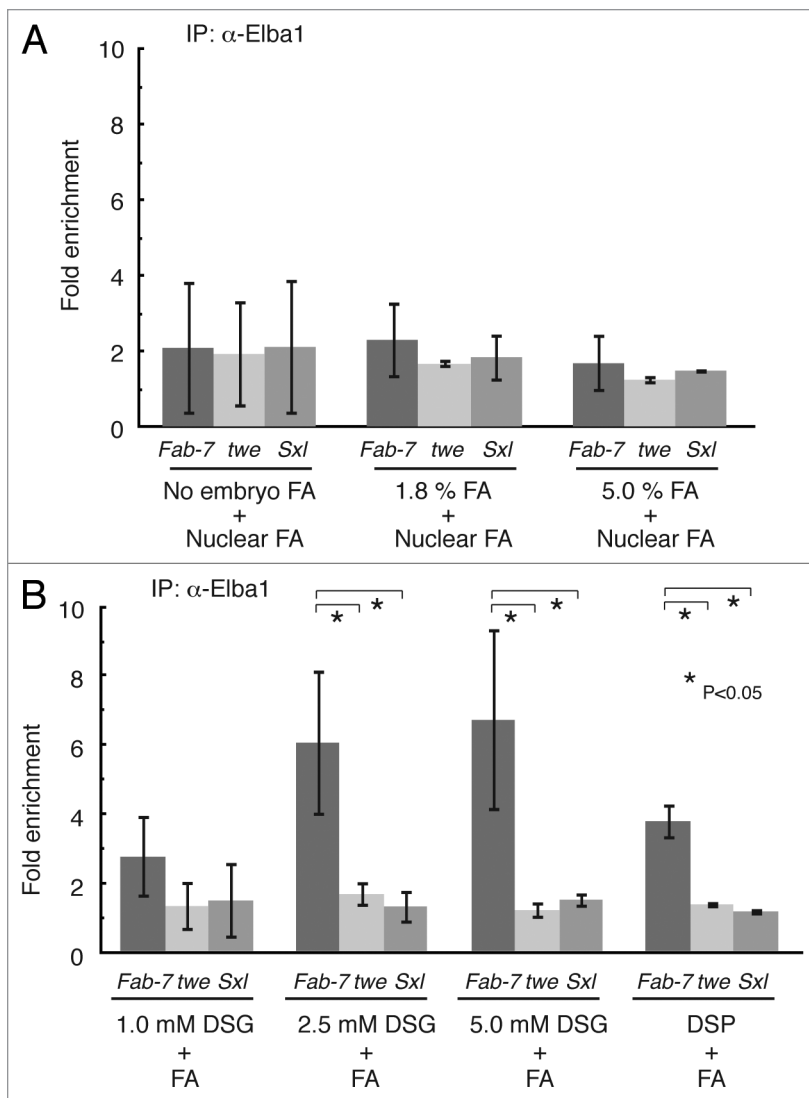 A
IP: α-Elba1
10
8
6
4
2
0
Fold enrichment
Fab-7 twe Sxl Fab-7 twe Sxl Fab-7 twe Sxl
No embryo FA 1.8 % FA 5.0 % FA
+ + +
Nuclear FA Nuclear FA Nuclear FA
B
IP: α-Elba1
10
8
6
4
2
0
Fold enrichment
* * * * * *
* P<0.05
Fab-7 twe Sxl Fab-7 twe Sxl Fab-7 twe Sxl Fab-7 twe Sxl
1.0 mM DSG 2.5 mM DSG 5.0 mM DSG DSP
+ + + +
FA FA FA FA